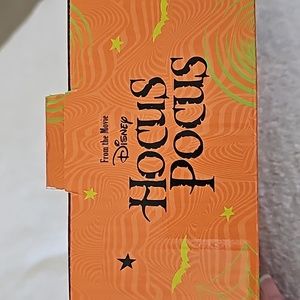 From the Movie
Disney
HOCUS
POCUS